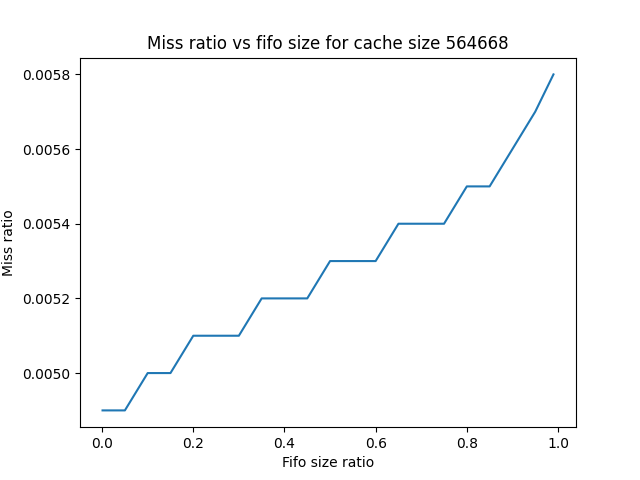 Miss ratio vs fifo size for cache size 564668
0.0058
0.0056
0.0054
0.0052
0.0050
Miss ratio
0.0 0.2 0.4 0.6 0.8 1.0
Fifo size ratio